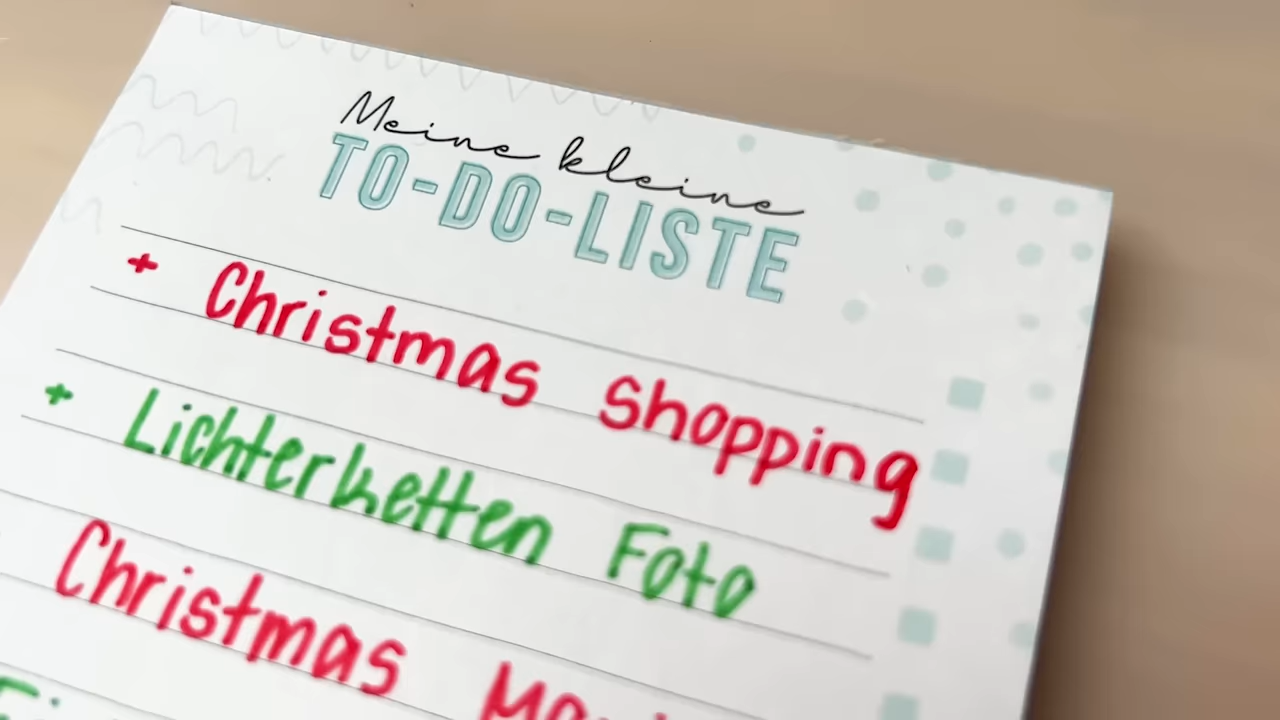 Meine kleine
TO-DO-LISTE
+ Christmas Shopping
+ Lichterketten Foto
Christmas